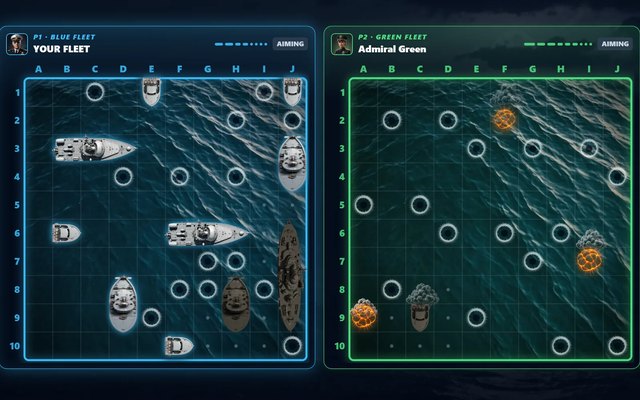 P1 · BLUE FLEET
YOUR FLEET
AIMING
A B C D E F G H I J
1
2
3
4
5
6
7
8
9
10
P2 · GREEN FLEET
Admiral Green
AIMING
A B C D E F G H I J
1
2
3
4
5
6
7
8
9
10